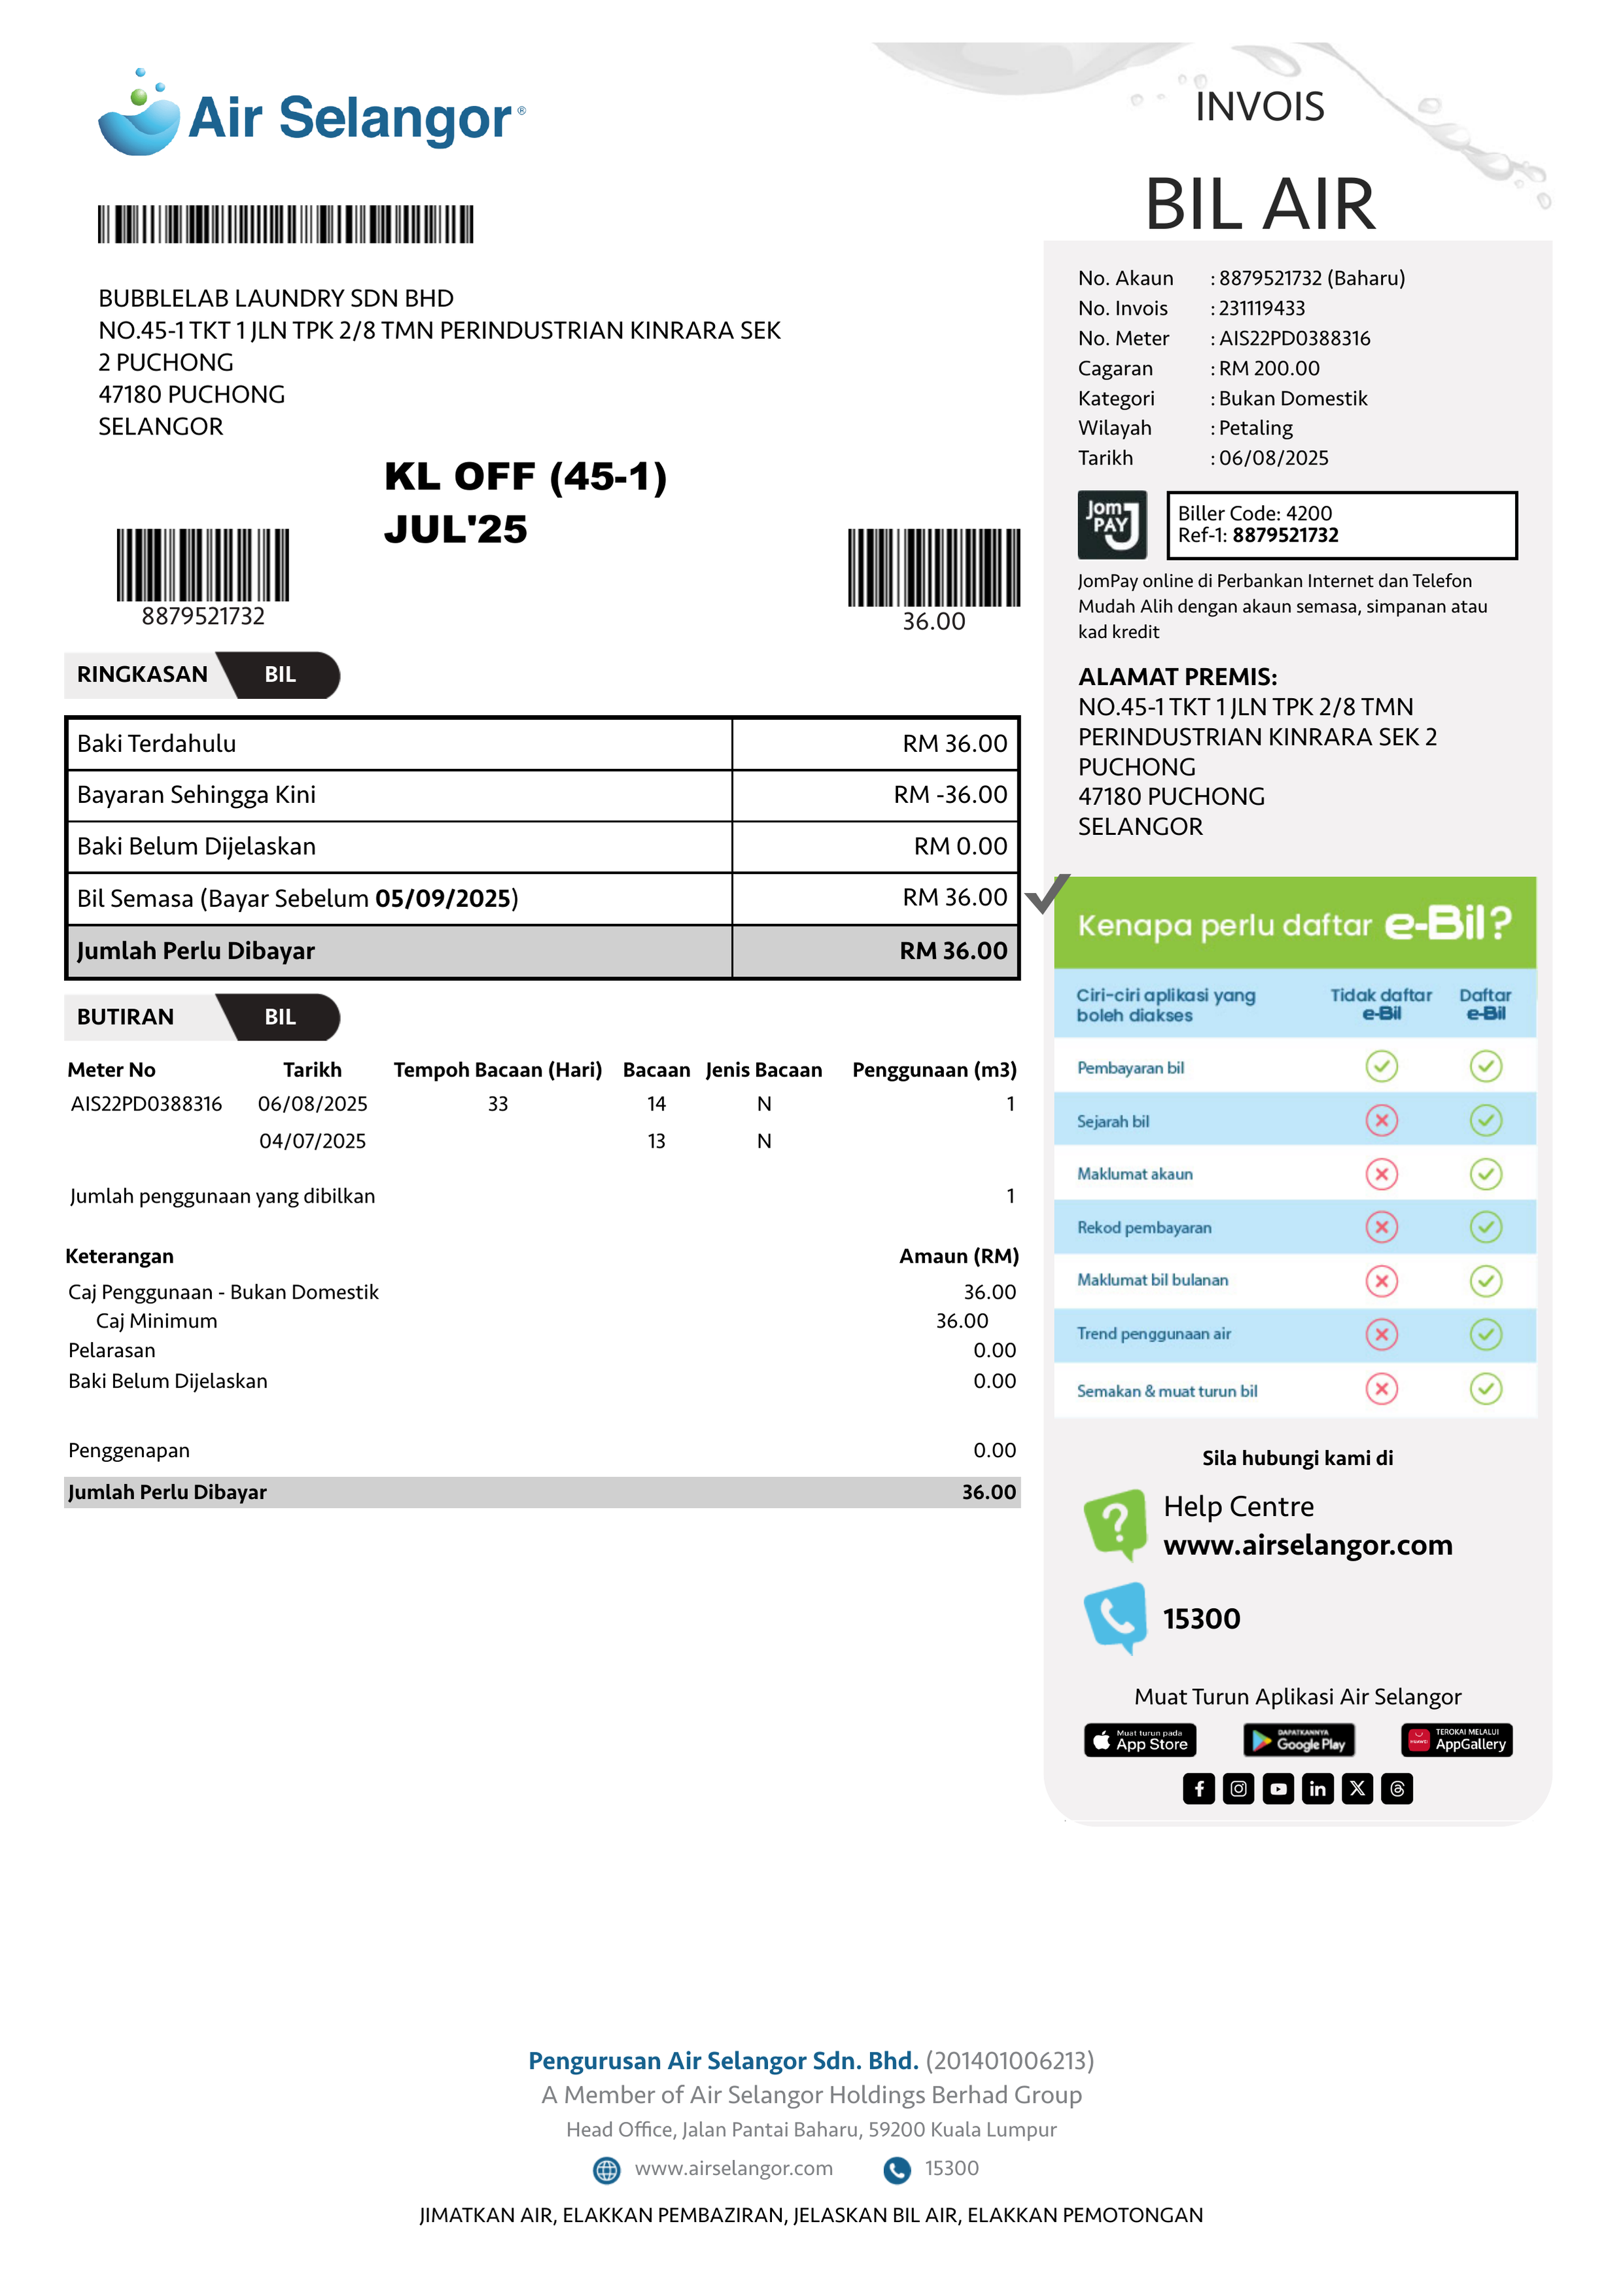 Air Selangor®
INVOIS
BIL AIR
BUBBLELAB LAUNDRY SDN BHD
NO.45-1 TKT 1 JLN TPK 2/8 TMN PERINDUSTRIAN KINRARA SEK
2 PUCHONG
47180 PUCHONG
SELANGOR
KL OFF (45-1)
JUL'25
8879521732
36.00
No. Akaun : 8879521732 (Baharu)
No. Invois : 231119433
No. Meter : AIS22PD0388316
Cagaran : RM 200.00
Kategori : Bukan Domestik
Wilayah : Petaling
Tarikh : 06/08/2025
Jom
PAY
Biller Code: 4200
Ref-1: 8879521732
JomPay online di Perbankan Internet dan Telefon
Mudah Alih dengan akaun semasa, simpanan atau
kad kredit
ALAMAT PREMIS:
NO.45-1 TKT 1 JLN TPK 2/8 TMN
PERINDUSTRIAN KINRARA SEK 2
PUCHONG
47180 PUCHONG
SELANGOR
RINGKASAN BIL
Baki Terdahulu RM 36.00
Bayaran Sehingga Kini RM -36.00
Baki Belum Dijelaskan RM 0.00
Bil Semasa (Bayar Sebelum 05/09/2025) RM 36.00
Jumlah Perlu Dibayar RM 36.00
BUTIRAN BIL
Meter No Tarikh Tempoh Bacaan (Hari) Bacaan Jenis Bacaan Penggunaan (m3)
AIS22PD0388316 06/08/2025 33 14 N 1
04/07/2025 13 N
Jumlah penggunaan yang dibilkan 1
Keterangan Amaun (RM)
Caj Penggunaan - Bukan Domestik 36.00
Caj Minimum 36.00
Pelarasan 0.00
Baki Belum Dijelaskan 0.00
Penggenapan 0.00
Jumlah Perlu Dibayar 36.00
Kenapa perlu daftar e-Bil?
Ciri-ciri aplikasi yang boleh diakses
Tidak daftar e-Bil
Daftar e-Bil
Pembayaran bil
Sejarah bil
Maklumat akaun
Rekod pembayaran
Maklumat bil bulanan
Trend penggunaan air
Semakan & muat turun bil
Sila hubungi kami di
Help Centre
www.airselangor.com
15300
Muat Turun Aplikasi Air Selangor
Muat turun pada
App Store
DAPATKANNYA
Google Play
HUAWEI
TEROKAI MELALUI
AppGallery
Pengurusan Air Selangor Sdn. Bhd. (201401006213)
A Member of Air Selangor Holdings Berhad Group
Head Office, Jalan Pantai Baharu, 59200 Kuala Lumpur
www.airselangor.com 15300
JIMATKAN AIR, ELAKKAN PEMBAZIRAN, JELASKAN BIL AIR, ELAKKAN PEMOTONGAN